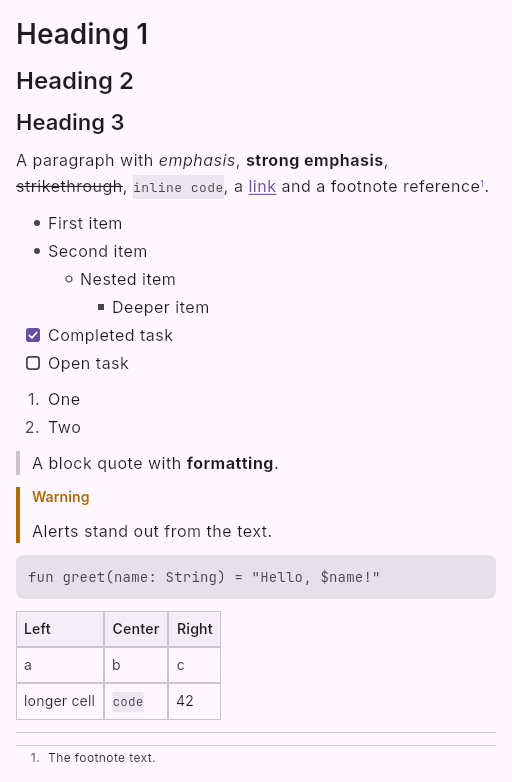 Heading 1
Heading 2
Heading 3
A paragraph with emphasis, strong emphasis,
strikethrough, inline code, a link and a footnote reference1.
First item
Second item
Nested item
Deeper item
Completed task
Open task
1. One
2. Two
A block quote with formatting.
Warning
Alerts stand out from the text.
fun greet(name: String) = "Hello, $name!"
Left Center Right
a b c
longer cell code 42
1. The footnote text.